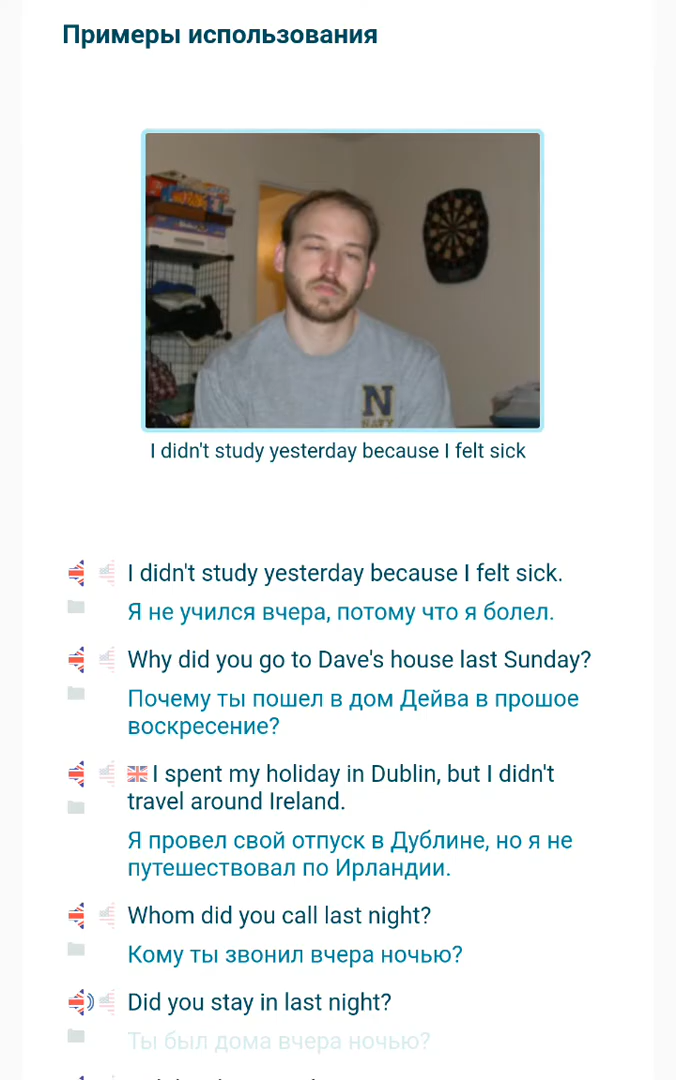 Примеры использования
N
NAVY
I didn't study yesterday because I felt sick
I didn't study yesterday because I felt sick.
Я не учился вчера, потому что я болел.
Why did you go to Dave's house last Sunday?
Почему ты пошел в дом Дейва в прошое
воскресение?
I spent my holiday in Dublin, but I didn't
travel around Ireland.
Я провел свой отпуск в Дублине, но я не
путешествовал по Ирландии.
Whom did you call last night?
Кому ты звонил вчера ночью?
Did you stay in last night?
Ты был дома вчера ночью?